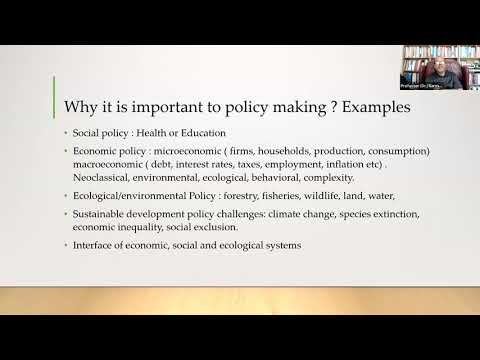 Why it is important to policy making ? Examples
• Social policy : Health or Education
• Economic policy : microeconomic ( firms, households, production, consumption)
macroeconomic ( debt, interest rates, taxes, employment, inflation etc) .
Neoclassical, environmental, ecological, behavioral, complexity.
• Ecological/environmental Policy : forestry, fisheries, wildlife, land, water,
• Sustainable development policy challenges: climate change, species extinction,
economic inequality, social exclusion.
• Interface of economic, social and ecological systems